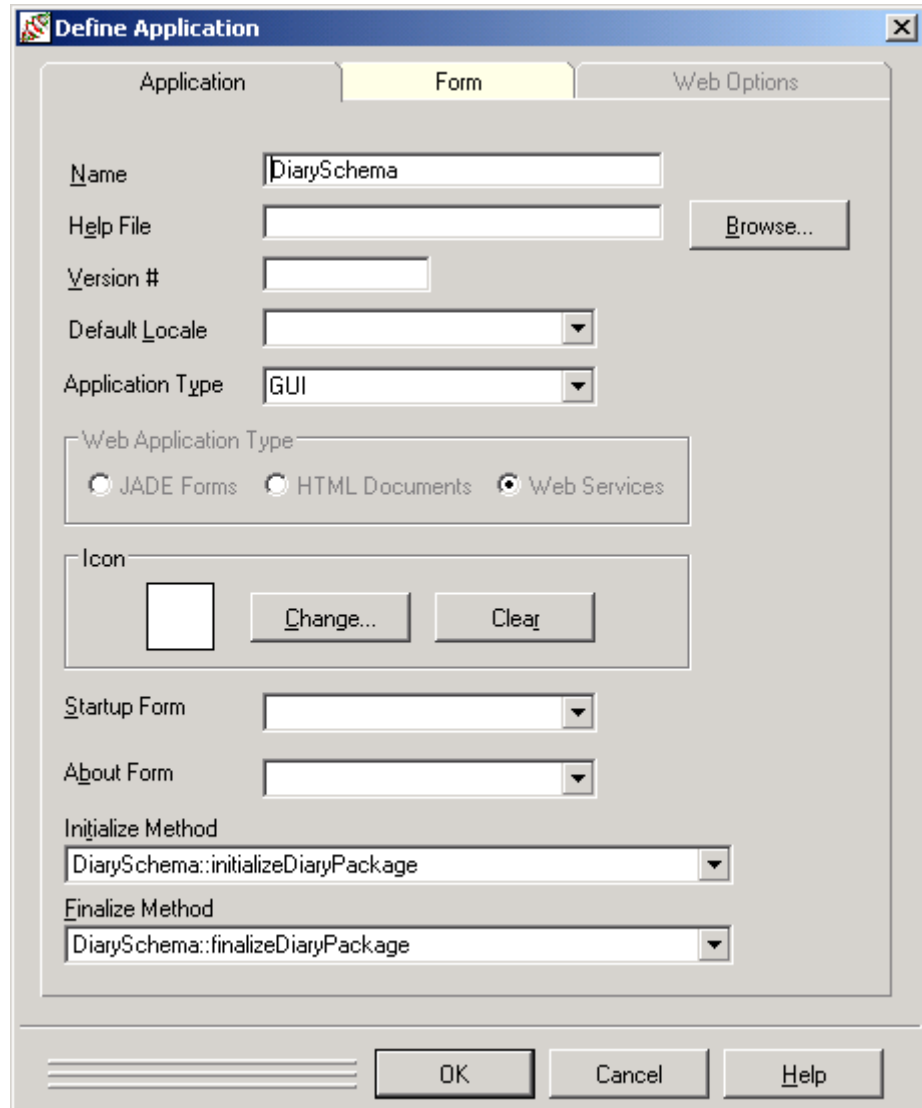 Define Application
Application Form Web Options
Name DiarySchema
Help File Browse...
Version #
Default Locale
Application Type GUI
Web Application Type
JADE Forms HTML Documents Web Services
Icon
Change... Clear
Startup Form
About Form
Initialize Method
DiarySchema::initializeDiaryPackage
Finalize Method
DiarySchema::finalizeDiaryPackage
OK Cancel Help